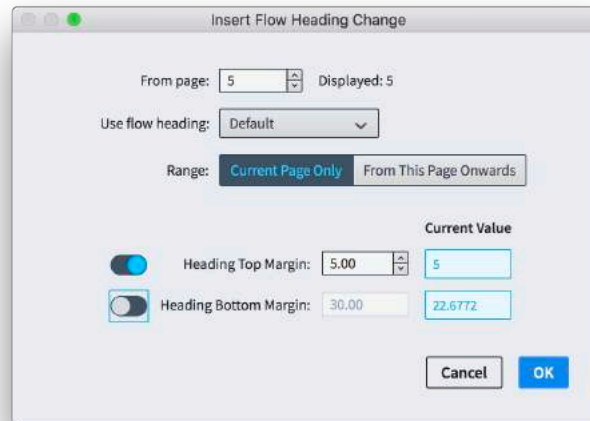 Insert Flow Heading Change
From page: 5 Displayed: 5
Use flow heading: Default
Range: Current Page Only From This Page Onwards
Current Value
Heading Top Margin: 5.00 5
Heading Bottom Margin: 30.00 22.6772
Cancel OK